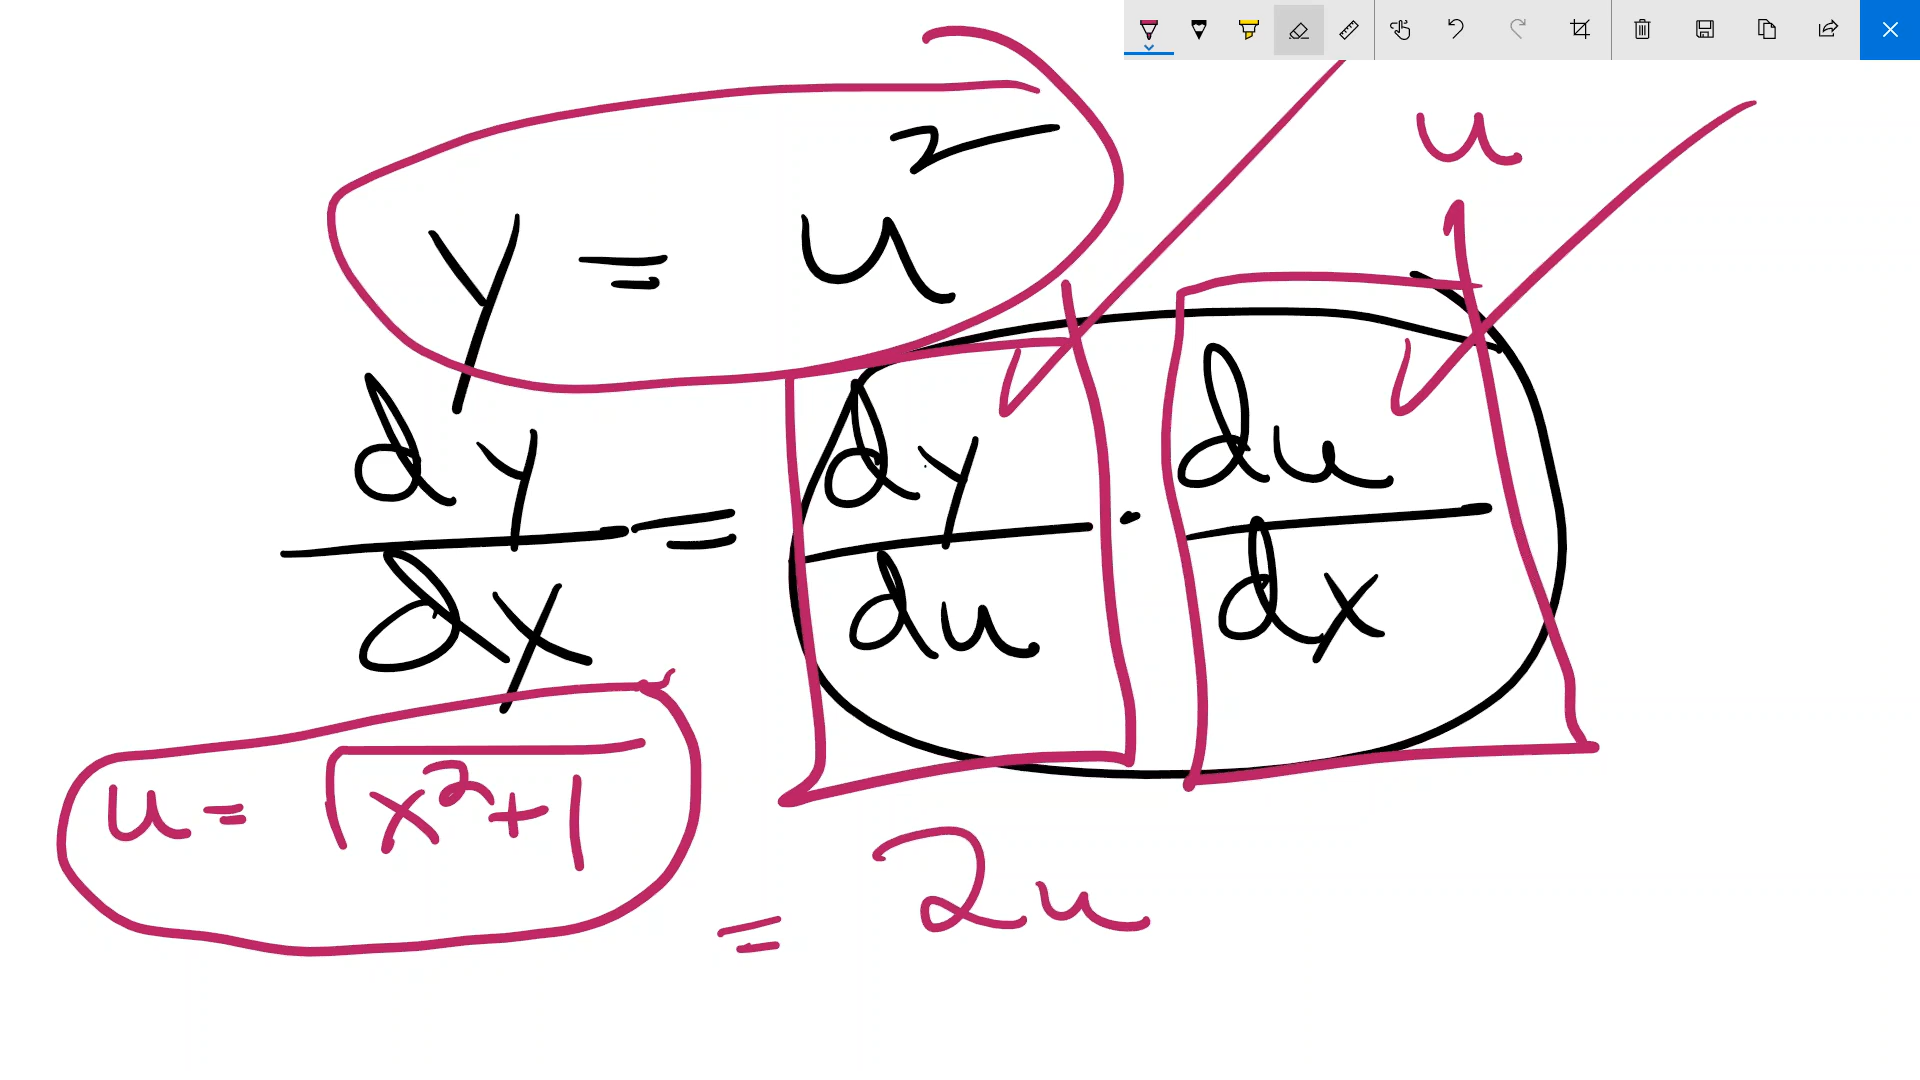 y = u²
u
dy/dx = dy/du · du/dx
u = √(x²+1)
= 2u